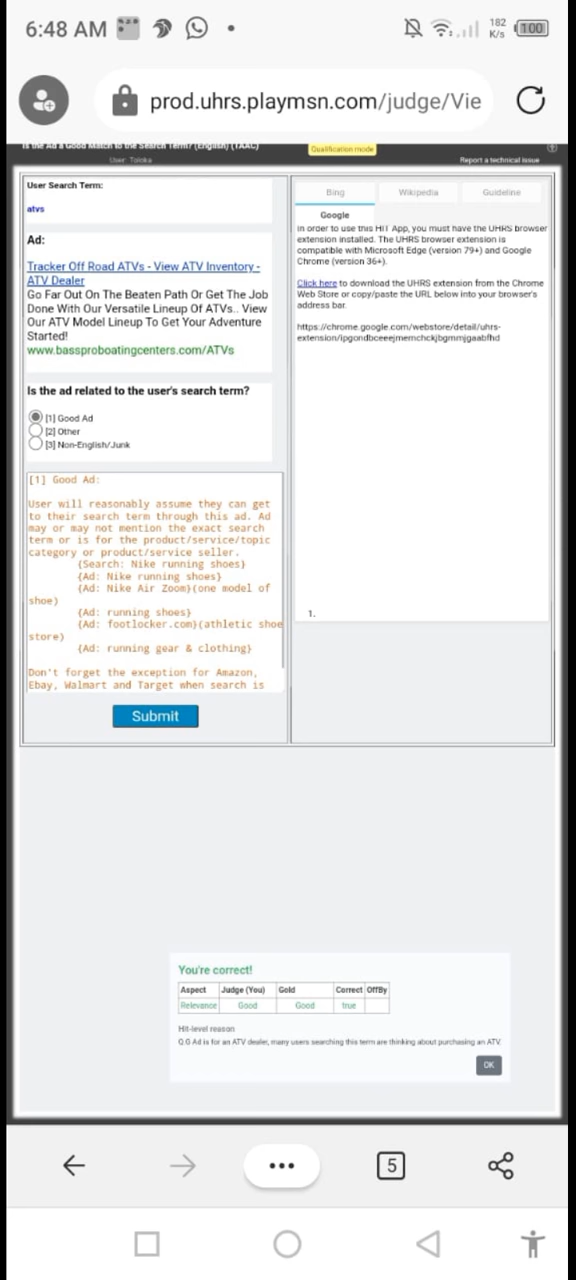 6:48 AM
182
K/s
100
prod.uhrs.playmsn.com/judge/Vie
Is the Ad a Good Match to the Search Term? (English) (TAAC)
Qualification mode
User: Toloka
Report a technical issue
User Search Term:
atvs
Ad:
Tracker Off Road ATVs - View ATV Inventory -
ATV Dealer
Go Far Out On The Beaten Path Or Get The Job
Done With Our Versatile Lineup Of ATVs.. View
Our ATV Model Lineup To Get Your Adventure
Started!
www.bassproboatingcenters.com/ATVs
Is the ad related to the user's search term?
[1] Good Ad
[2] Other
[3] Non-English/Junk
[1] Good Ad:
User will reasonably assume they can get
to their search term through this ad. Ad
may or may not mention the exact search
term or is for the product/service/topic
category or product/service seller.
{Search: Nike running shoes}
{Ad: Nike running shoes}
{Ad: Nike Air Zoom}(one model of
shoe)
{Ad: running shoes}
{Ad: footlocker.com}(athletic shoe
store)
{Ad: running gear & clothing}
Don't forget the exception for Amazon,
Ebay, Walmart and Target when search is
Submit
Bing Wikipedia Guideline
Google
In order to use this HIT App, you must have the UHRS browser
extension installed. The UHRS browser extension is
compatible with Microsoft Edge (version 79+) and Google
Chrome (version 36+).
Click here to download the UHRS extension from the Chrome
Web Store or copy/paste the URL below into your browser's
address bar.
https://chrome.google.com/webstore/detail/uhrs-
extension/ipgondbceeejmemchckjbgmmjgaabfhd
1.
You're correct!
Aspect Judge (You) Gold Correct OffBy
Relevance Good Good true
Hit-level reason
Q.G Ad is for an ATV dealer, many users searching this term are thinking about purchasing an ATV.
OK
5